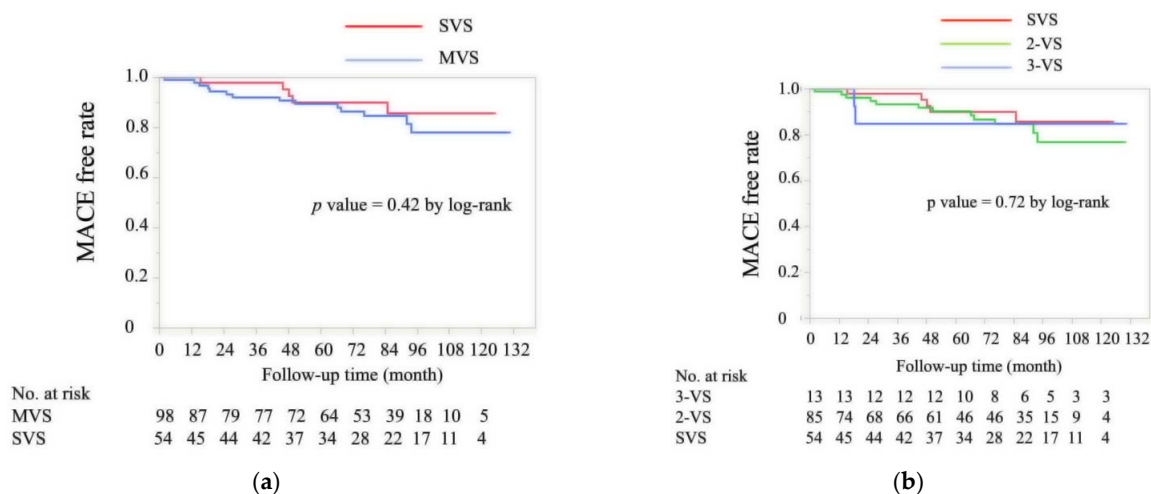 SVS
MVS
1.0
0.8
0.6
0.4
0.2
0
MACE free rate
p value = 0.42 by log-rank
0 12 24 36 48 60 72 84 96 108 120 132
Follow-up time (month)
No. at risk
MVS 98 87 79 77 72 64 53 39 18 10 5
SVS 54 45 44 42 37 34 28 22 17 11 4
(a)
SVS
2-VS
3-VS
1.0
0.8
0.6
0.4
0.2
0
MACE free rate
p value = 0.72 by log-rank
0 12 24 36 48 60 72 84 96 108 120 132
Follow-up time (month)
No. at risk
3-VS 13 13 12 12 12 10 8 6 5 3 3
2-VS 85 74 68 66 61 46 46 35 15 9 4
SVS 54 45 44 42 37 34 28 22 17 11 4
(b)